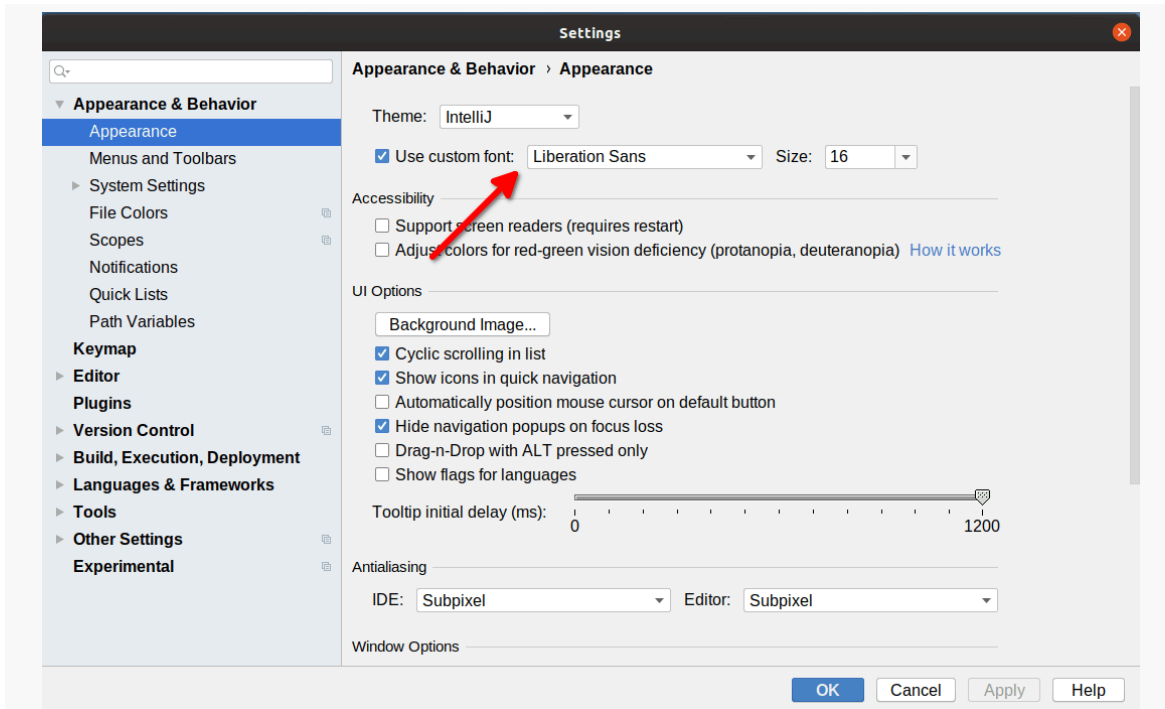 Settings
Appearance & Behavior
Appearance
Menus and Toolbars
System Settings
File Colors
Scopes
Notifications
Quick Lists
Path Variables
Keymap
Editor
Plugins
Version Control
Build, Execution, Deployment
Languages & Frameworks
Tools
Other Settings
Experimental
Appearance & Behavior › Appearance
Theme: IntelliJ
Use custom font: Liberation Sans Size: 16
Accessibility
Support screen readers (requires restart)
Adjust colors for red-green vision deficiency (protanopia, deuteranopia) How it works
UI Options
Background Image...
Cyclic scrolling in list
Show icons in quick navigation
Automatically position mouse cursor on default button
Hide navigation popups on focus loss
Drag-n-Drop with ALT pressed only
Show flags for languages
Tooltip initial delay (ms):
0 1200
Antialiasing
IDE: Subpixel Editor: Subpixel
Window Options
OK Cancel Apply Help